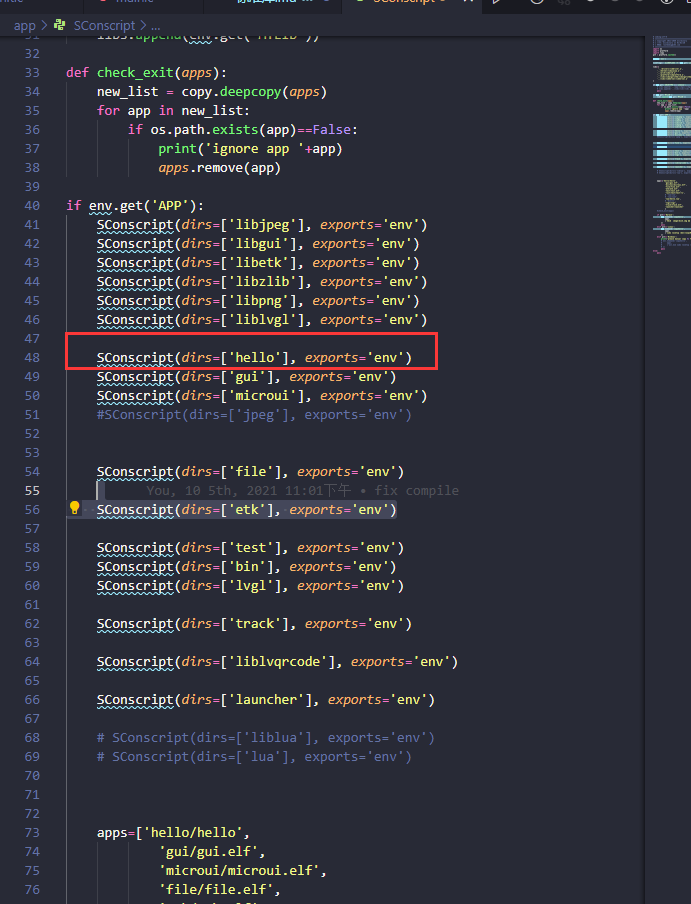 app > SConscript > ...
32
33 def check_exit(apps):
34 new_list = copy.deepcopy(apps)
35 for app in new_list:
36 if os.path.exists(app)==False:
37 print('ignore app '+app)
38 apps.remove(app)
39
40 if env.get('APP'):
41 SConscript(dirs=['libjpeg'], exports='env')
42 SConscript(dirs=['libgui'], exports='env')
43 SConscript(dirs=['libetk'], exports='env')
44 SConscript(dirs=['libzlib'], exports='env')
45 SConscript(dirs=['libpng'], exports='env')
46 SConscript(dirs=['liblvgl'], exports='env')
47
48 SConscript(dirs=['hello'], exports='env')
49 SConscript(dirs=['gui'], exports='env')
50 SConscript(dirs=['microui'], exports='env')
51 #SConscript(dirs=['jpeg'], exports='env')
52
53
54 SConscript(dirs=['file'], exports='env')
55 You, 10 5th, 2021 11:01下午 • fix compile
56 SConscript(dirs=['etk'], exports='env')
57
58 SConscript(dirs=['test'], exports='env')
59 SConscript(dirs=['bin'], exports='env')
60 SConscript(dirs=['lvgl'], exports='env')
61
62 SConscript(dirs=['track'], exports='env')
63
64 SConscript(dirs=['liblvqrcode'], exports='env')
65
66 SConscript(dirs=['launcher'], exports='env')
67
68 # SConscript(dirs=['liblua'], exports='env')
69 # SConscript(dirs=['lua'], exports='env')
70
71
72
73 apps=['hello/hello',
74 'gui/gui.elf',
75 'microui/microui.elf',
76 'file/file.elf',